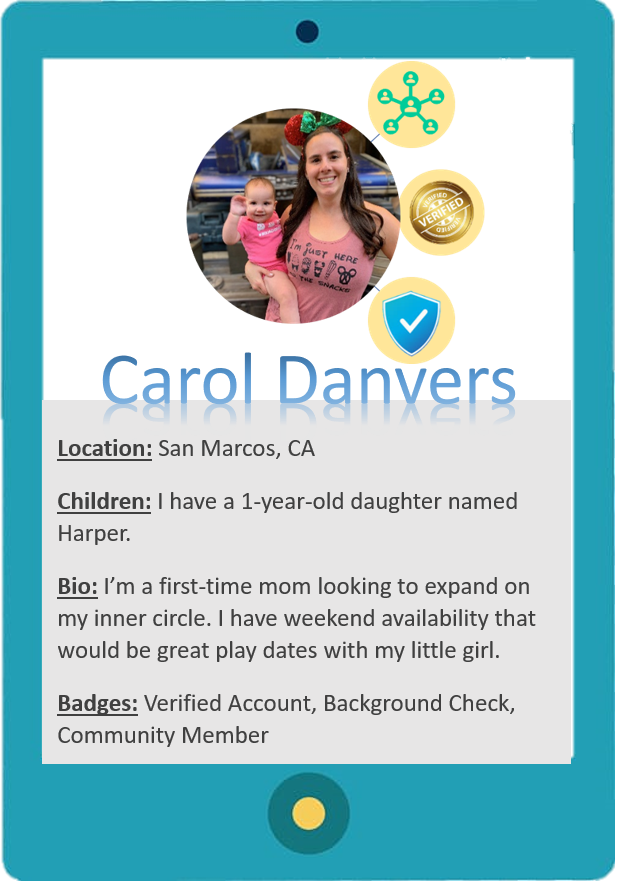 I'm just HERE
THE SNACKS
VERIFIED
VERIFIED
VERIFIED
Carol Danvers
Location: San Marcos, CA
Children: I have a 1-year-old daughter named
Harper.
Bio: I’m a first-time mom looking to expand on
my inner circle. I have weekend availability that
would be great play dates with my little girl.
Badges: Verified Account, Background Check,
Community Member